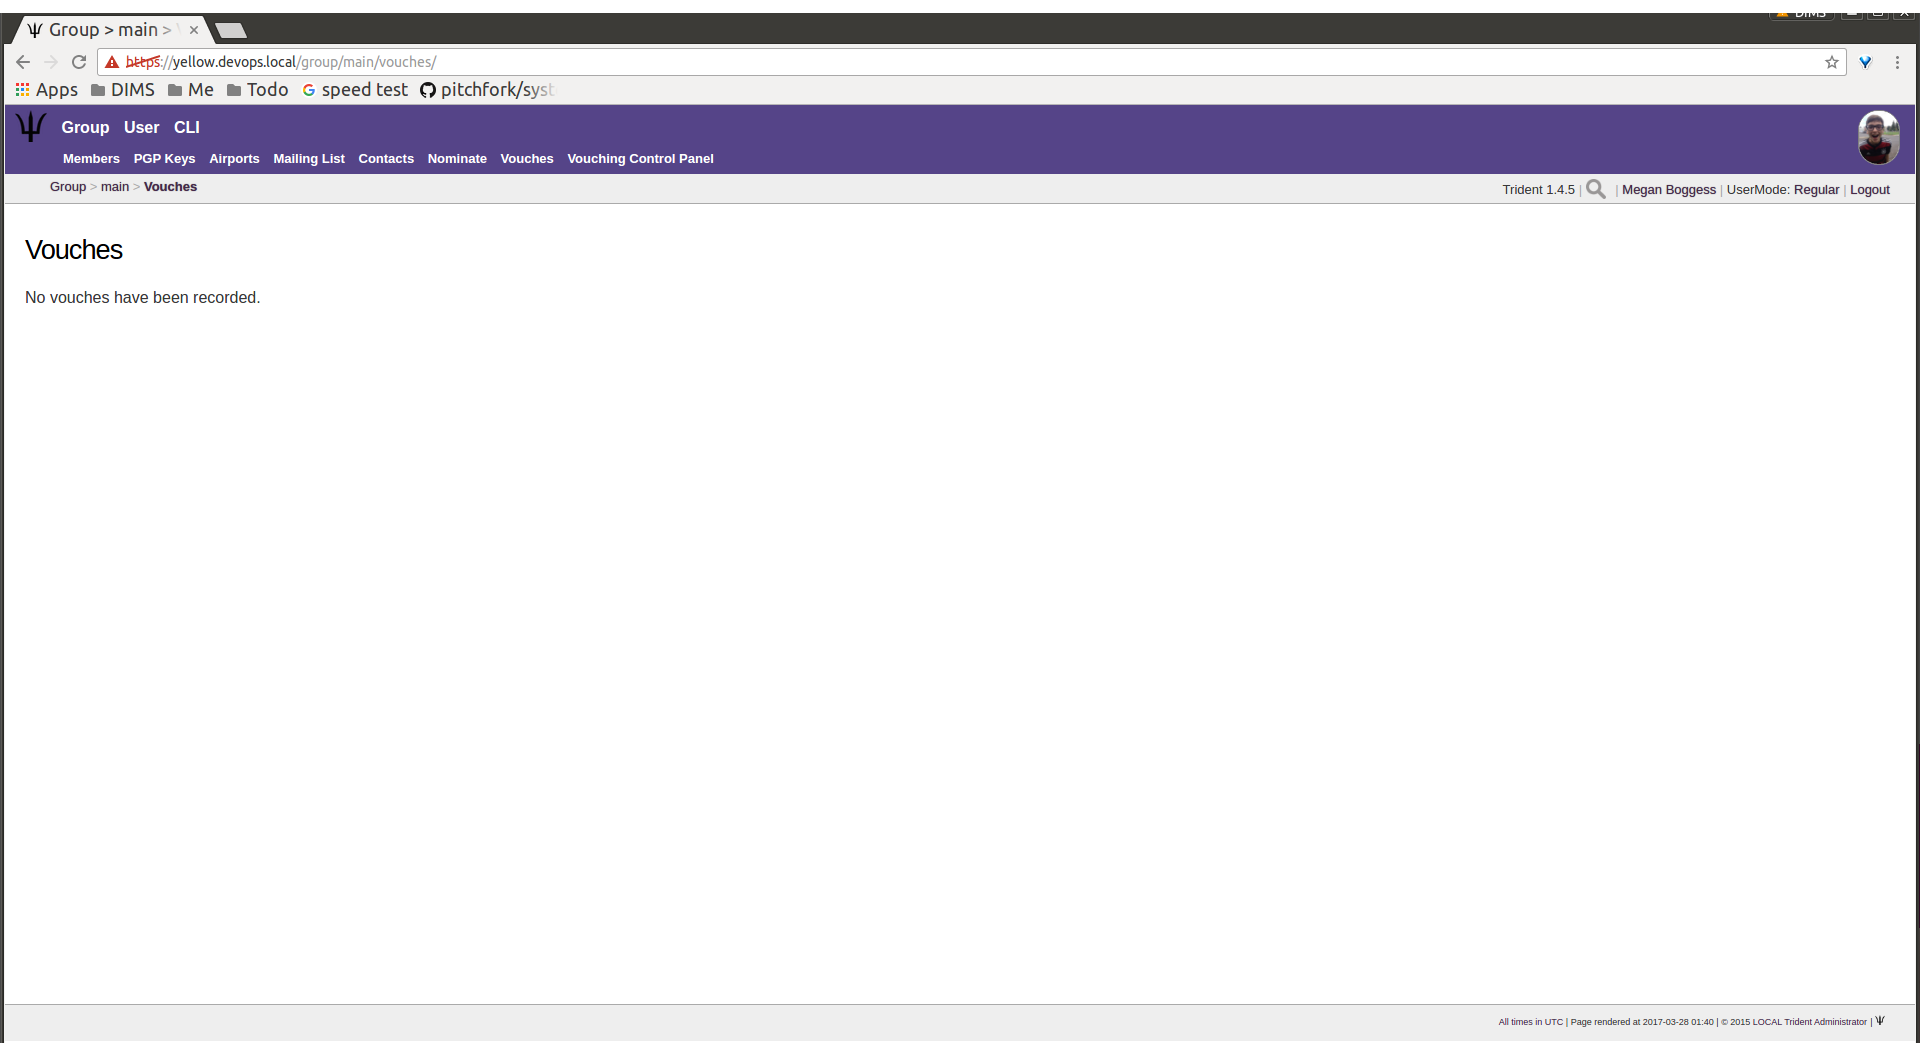 DIMS
Group > main >
https://yellow.devops.local/group/main/vouches/
Apps DIMS Me Todo speed test pitchfork/syst
Group User CLI
Members PGP Keys Airports Mailing List Contacts Nominate Vouches Vouching Control Panel
Group > main > Vouches
Trident 1.4.5 | | Megan Boggess | UserMode: Regular | Logout
Vouches
No vouches have been recorded.
All times in UTC | Page rendered at 2017-03-28 01:40 | © 2015 LOCAL Trident Administrator |